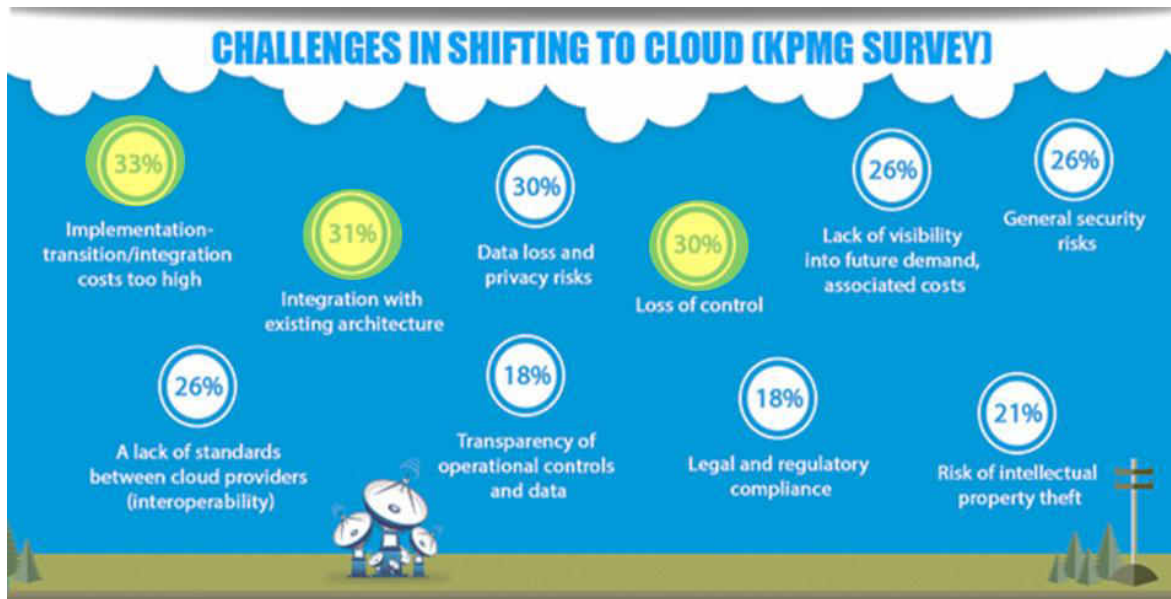 CHALLENGES IN SHIFTING TO CLOUD (KPMG SURVEY)
33%
Implementation-
transition/integration
costs too high
31%
Integration with
existing architecture
30%
Data loss and
privacy risks
30%
Loss of control
26%
Lack of visibility
into future demand,
associated costs
26%
General security
risks
26%
A lack of standards
between cloud providers
(interoperability)
18%
Transparency of
operational controls
and data
18%
Legal and regulatory
compliance
21%
Risk of intellectual
property theft